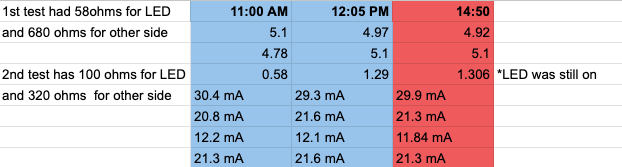 1st test had 58ohms for LED 11:00 AM 12:05 PM 14:50
and 680 ohms for other side 5.1 4.97 4.92
4.78 5.1 5.1
2nd test has 100 ohms for LED 0.58 1.29 1.306 *LED was still on
and 320 ohms  for other side 30.4 mA 29.3 mA 29.9 mA
20.8 mA 21.6 mA 21.3 mA
12.2 mA 12.1 mA 11.84 mA
21.3 mA 21.6 mA 21.3 mA